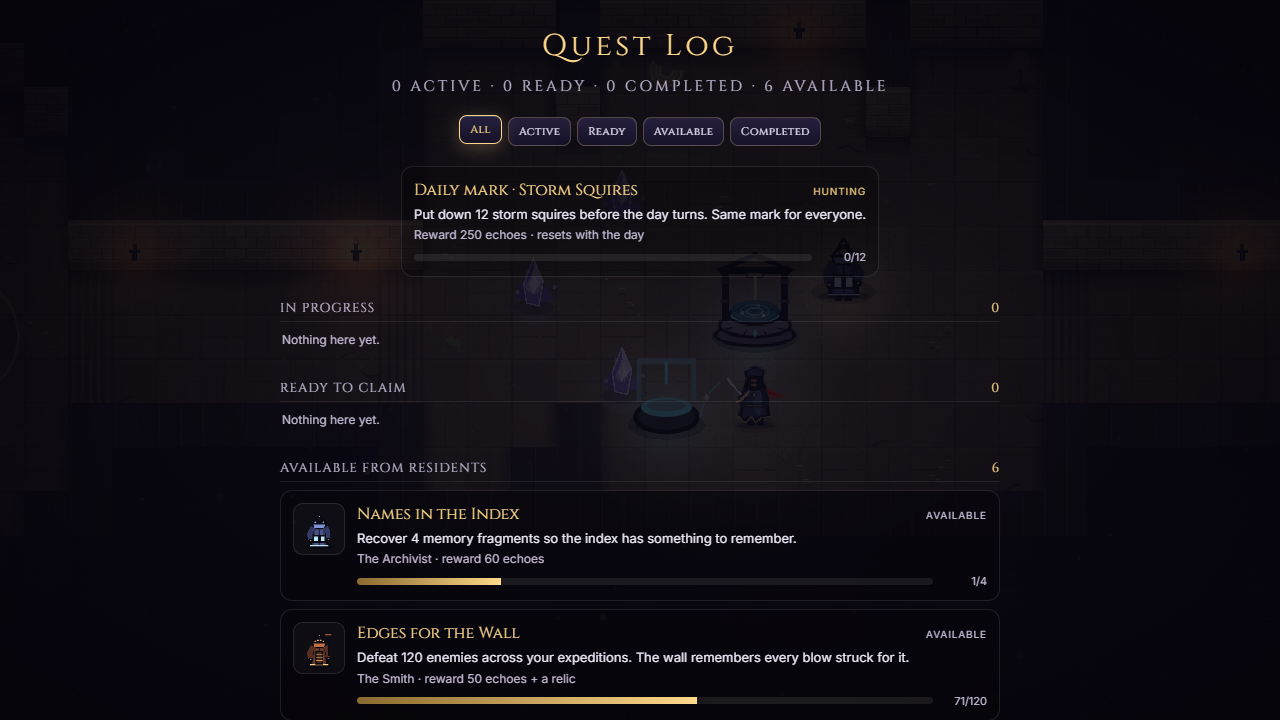 Quest Log
0 ACTIVE · 0 READY · 0 COMPLETED · 6 AVAILABLE
All
Active
Ready
Available
Completed
Daily mark · Storm Squires
HUNTING
Put down 12 storm squires before the day turns. Same mark for everyone.
Reward 250 echoes · resets with the day
0/12
IN PROGRESS
0
Nothing here yet.
READY TO CLAIM
0
Nothing here yet.
AVAILABLE FROM RESIDENTS
6
Names in the Index
AVAILABLE
Recover 4 memory fragments so the index has something to remember.
The Archivist · reward 60 echoes
1/4
Edges for the Wall
AVAILABLE
Defeat 120 enemies across your expeditions. The wall remembers every blow struck for it.
The Smith · reward 50 echoes + a relic
71/120